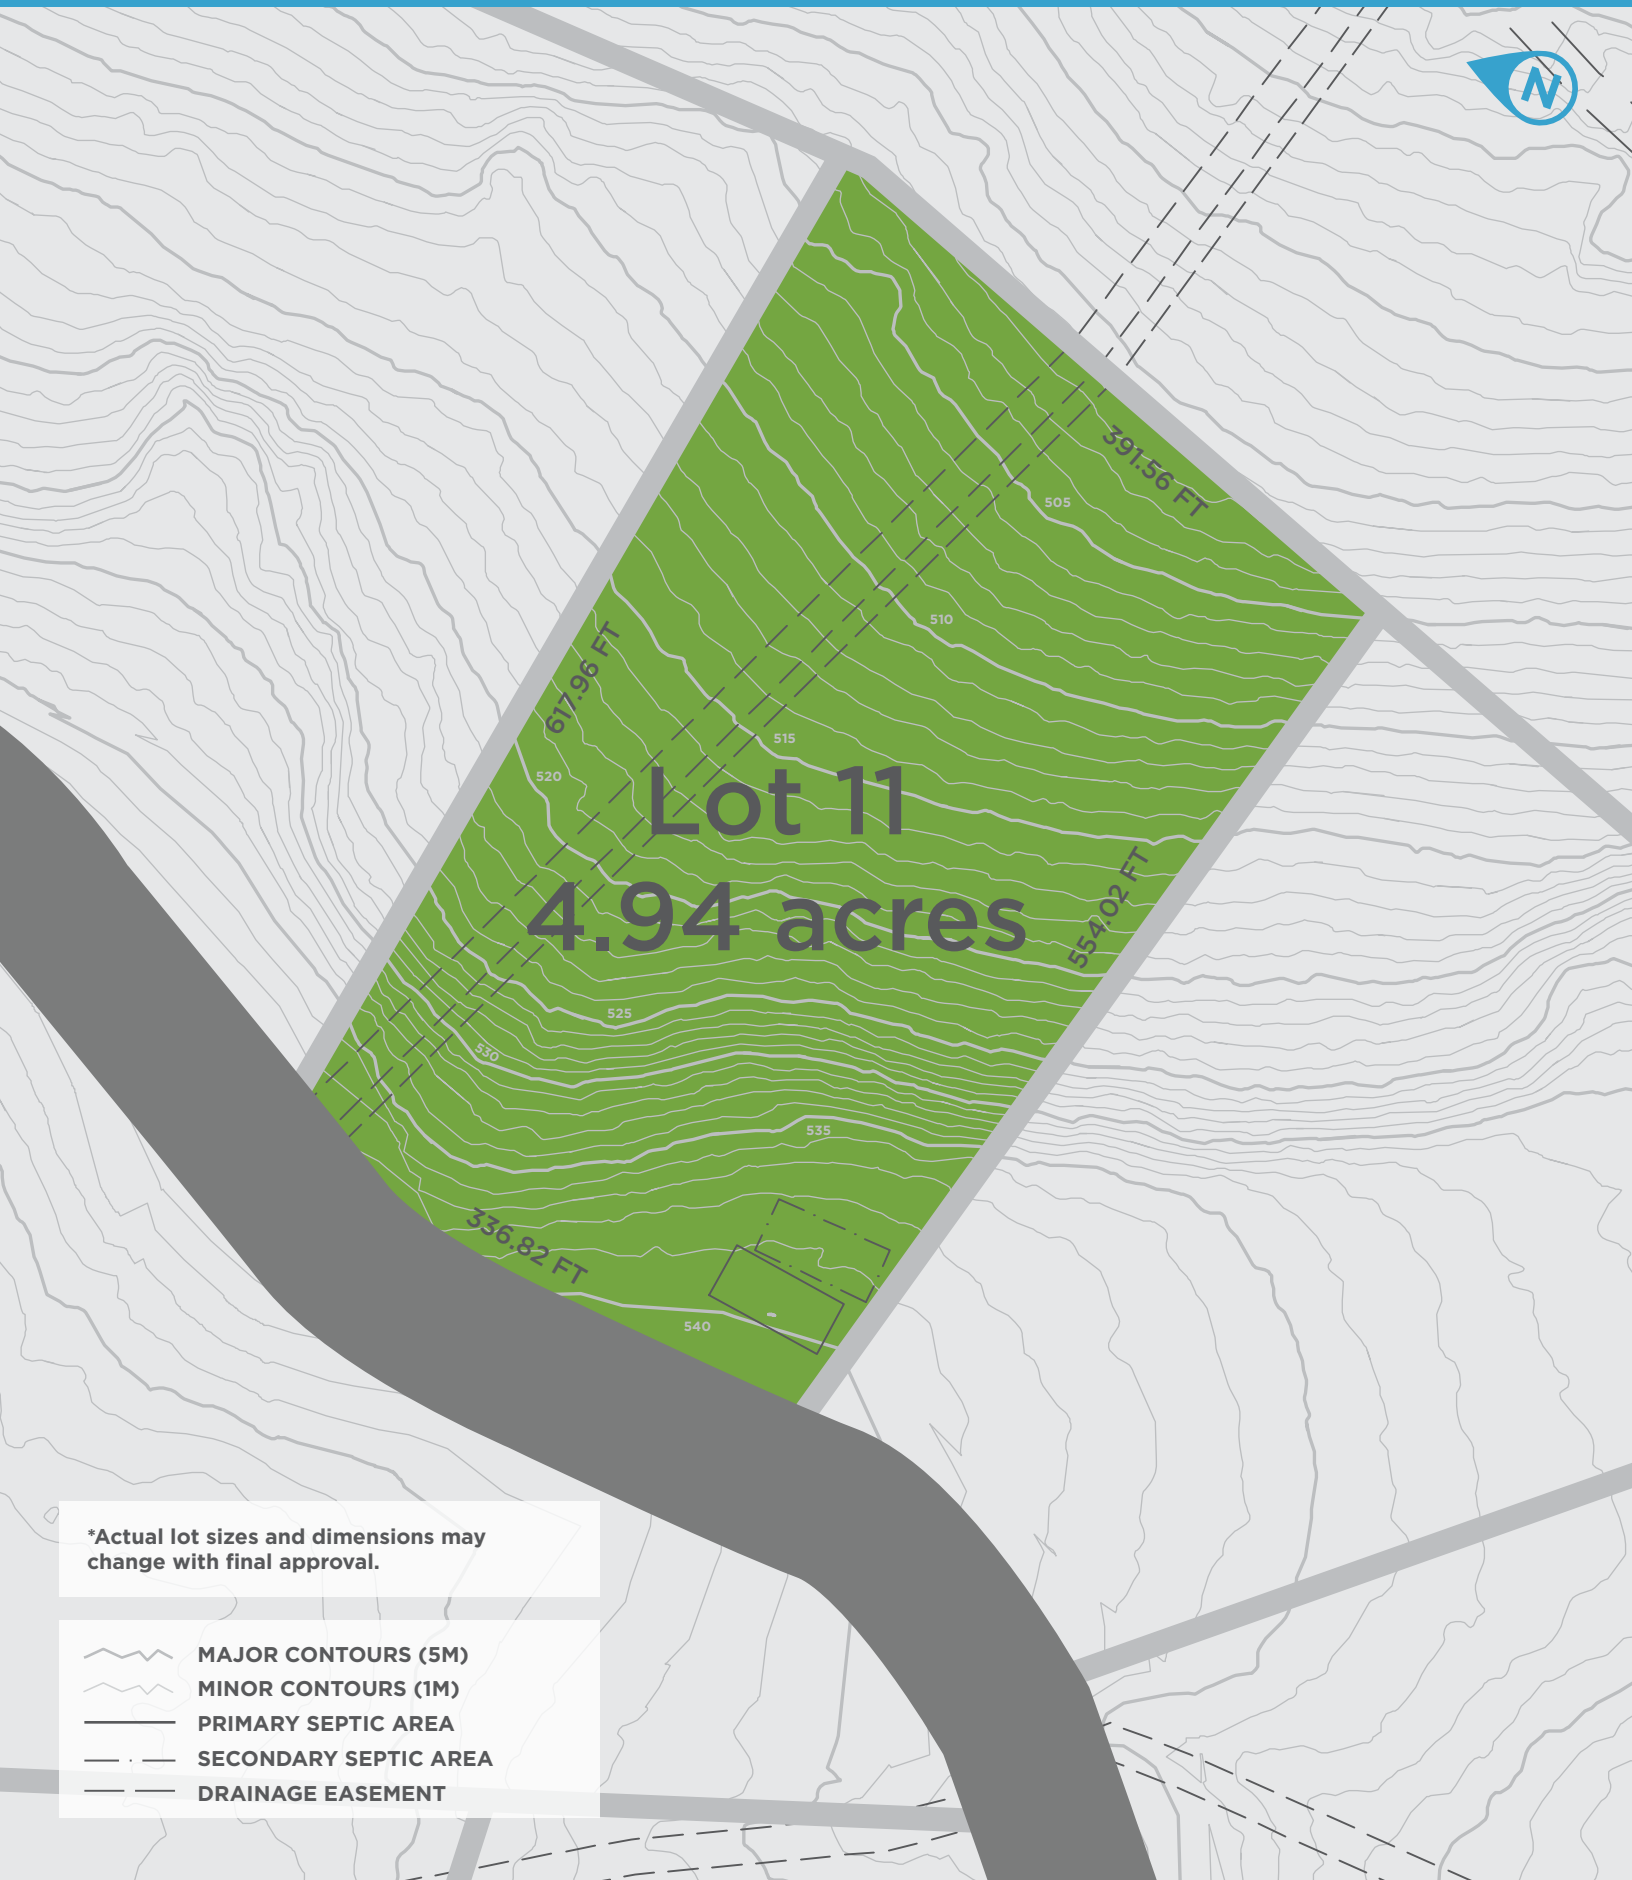 N
391.56 FT
505
510
617.96 FT
515
520
Lot 11
4.94 acres
554.02 FT
525
530
535
336.82 FT
540
*Actual lot sizes and dimensions may
change with final approval.
MAJOR CONTOURS (5M)
MINOR CONTOURS (1M)
PRIMARY SEPTIC AREA
SECONDARY SEPTIC AREA
DRAINAGE EASEMENT